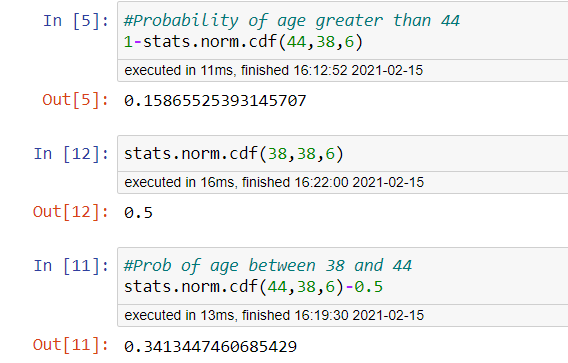 In [5]: #Probability of age greater than 44
1-stats.norm.cdf(44,38,6)
executed in 11ms, finished 16:12:52 2021-02-15
Out[5]: 0.15865525393145707
In [12]: stats.norm.cdf(38,38,6)
executed in 16ms, finished 16:22:00 2021-02-15
Out[12]: 0.5
In [11]: #Prob of age between 38 and 44
stats.norm.cdf(44,38,6)-0.5
executed in 13ms, finished 16:19:30 2021-02-15
Out[11]: 0.3413447460685429